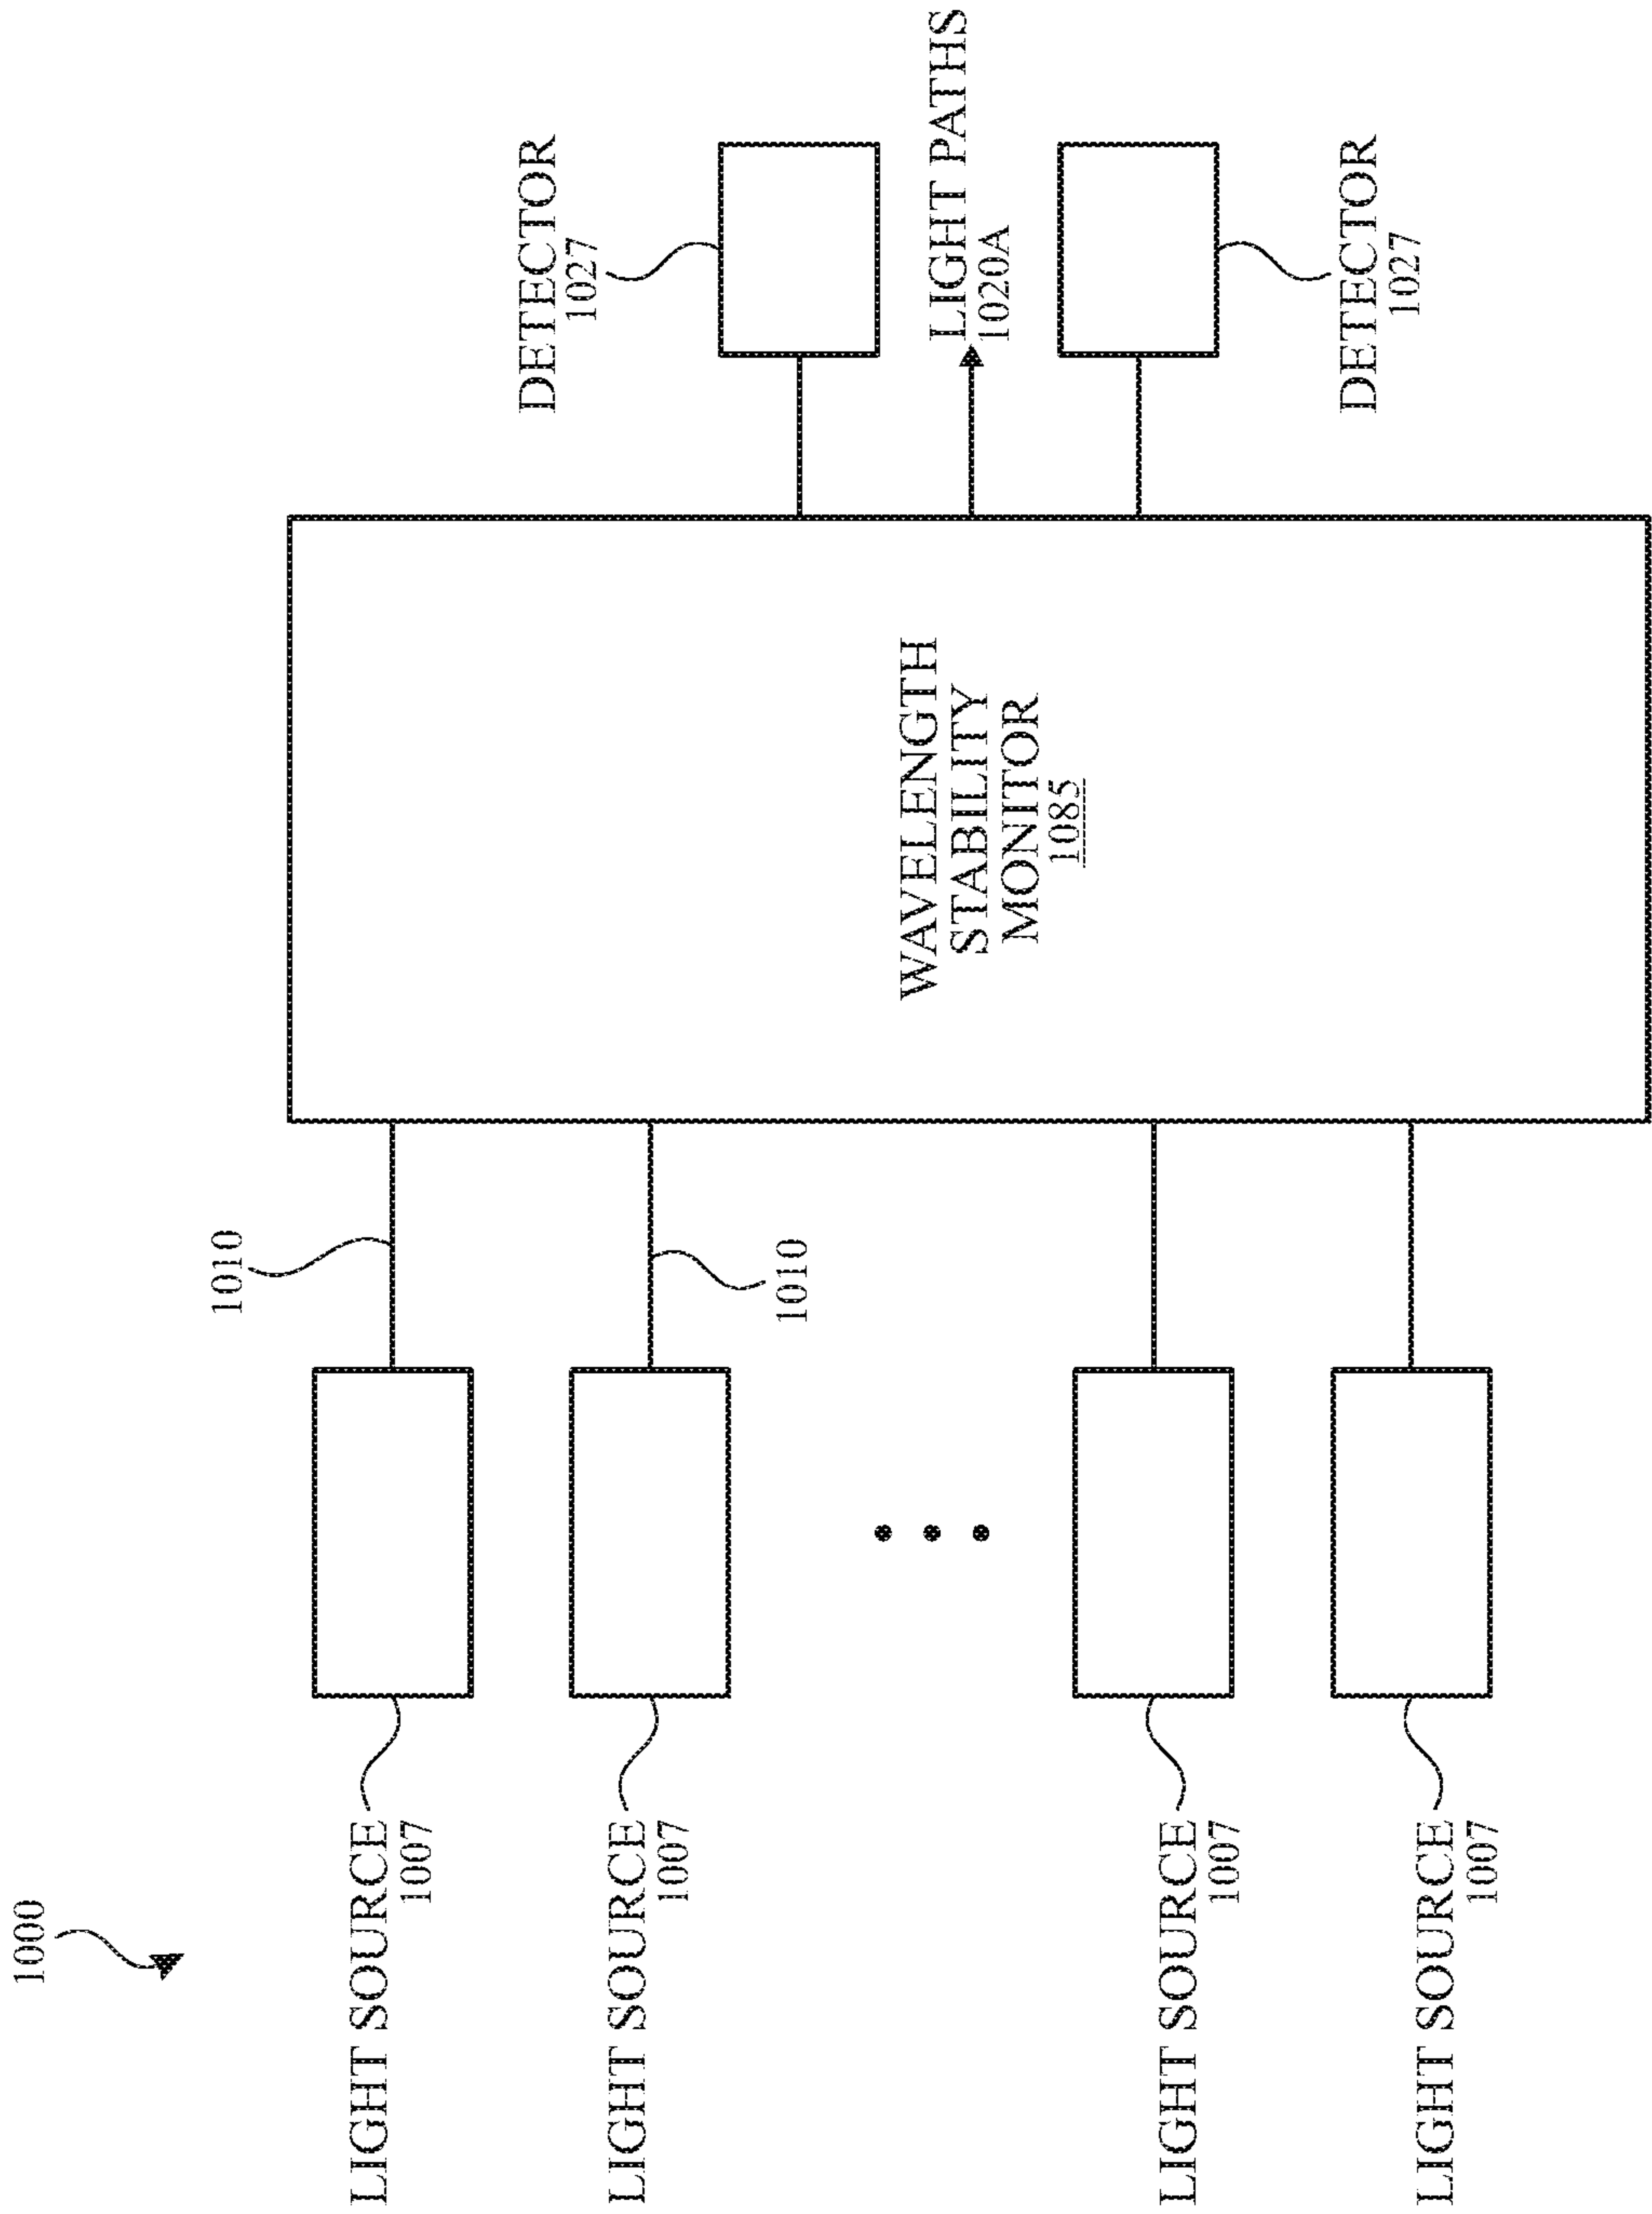 1000
LIGHT SOURCE
1007
LIGHT SOURCE
1007
LIGHT SOURCE
1007
LIGHT SOURCE
1007
1010
1010
WAVELENGTH
STABILITY
MONITOR
1085
DETECTOR
1027
LIGHT PATHS
1020A
DETECTOR
1027